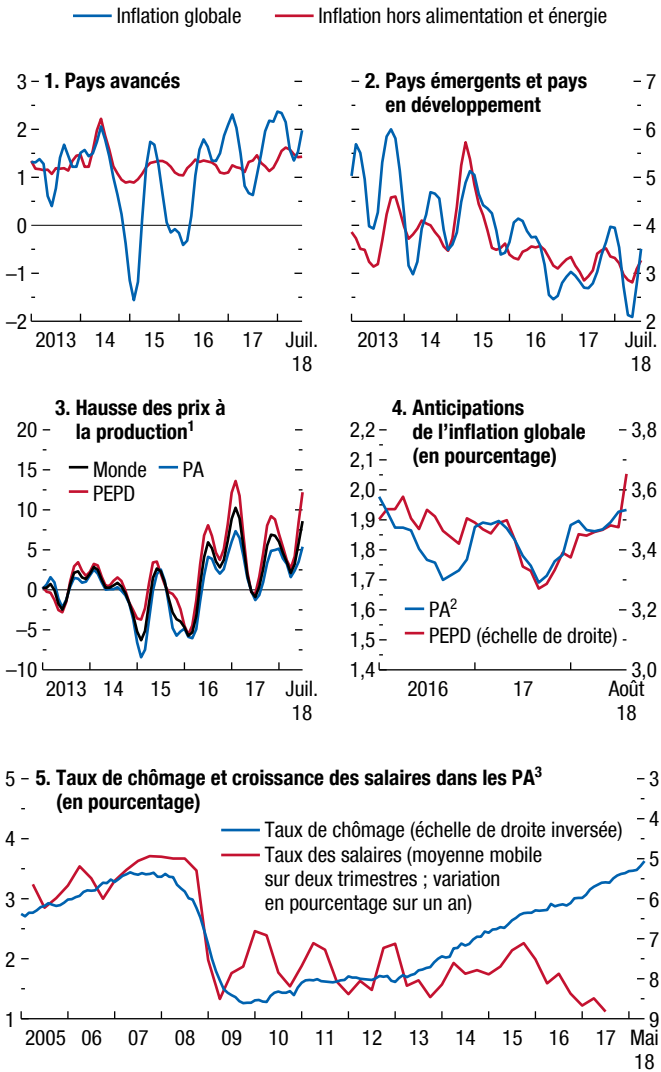 Inflation globale
Inflation hors alimentation et énergie
1. Pays avancés
3
2
1
0
–1
–2
2013 14 15 16 17 Juil.
18
2. Pays émergents et pays
en développement
7
6
5
4
3
2
2013 14 15 16 17 Juil.
18
3. Hausse des prix à
la production¹
Monde
PA
PEPD
20
15
10
5
0
–5
–10
2013 14 15 16 17 Juil.
18
4. Anticipations
de l’inflation globale
(en pourcentage)
2,2
2,1
2,0
1,9
1,8
1,7
1,6
1,5
1,4
3,8
3,6
3,4
3,2
3,0
PA²
PEPD (échelle de droite)
2016 17 Août
18
5. Taux de chômage et croissance des salaires dans les PA³
(en pourcentage)
Taux de chômage (échelle de droite inversée)
Taux des salaires (moyenne mobile
sur deux trimestres ; variation
en pourcentage sur un an)
5
4
3
2
1
3
4
5
6
7
8
9
2005 06 07 08 09 10 11 12 13 14 15 16 17 Mai
18